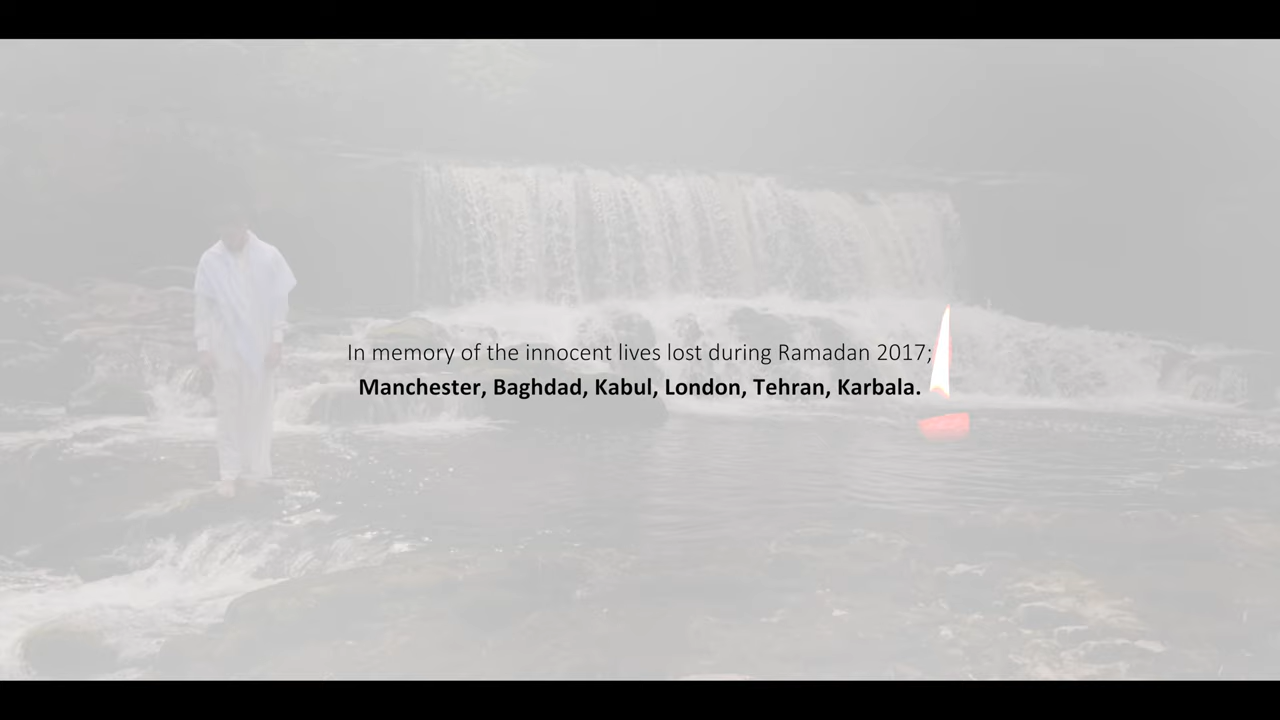 In memory of the innocent lives lost during Ramadan 2017;
Manchester, Baghdad, Kabul, London, Tehran, Karbala.